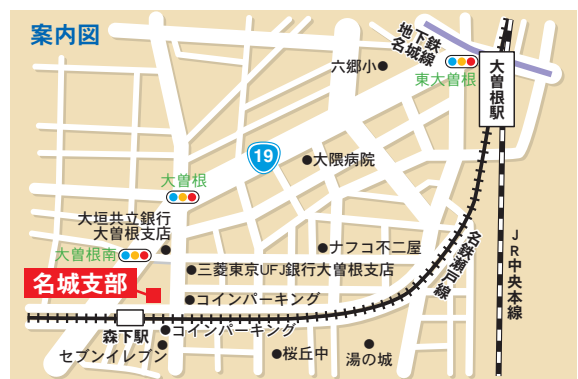 案内図
地下鉄
名城線
六郷小
東大曽根
大曽根駅
19
大隈病院
大曽根
大垣共立銀行
大曽根支店
大曽根南
ナフコ不二屋
三菱東京UFJ銀行大曽根支店
名鉄瀬戸線
JR中央本線
名城支部
コインパーキング
森下駅
コインパーキング
セブンイレブン
桜丘中
湯の城